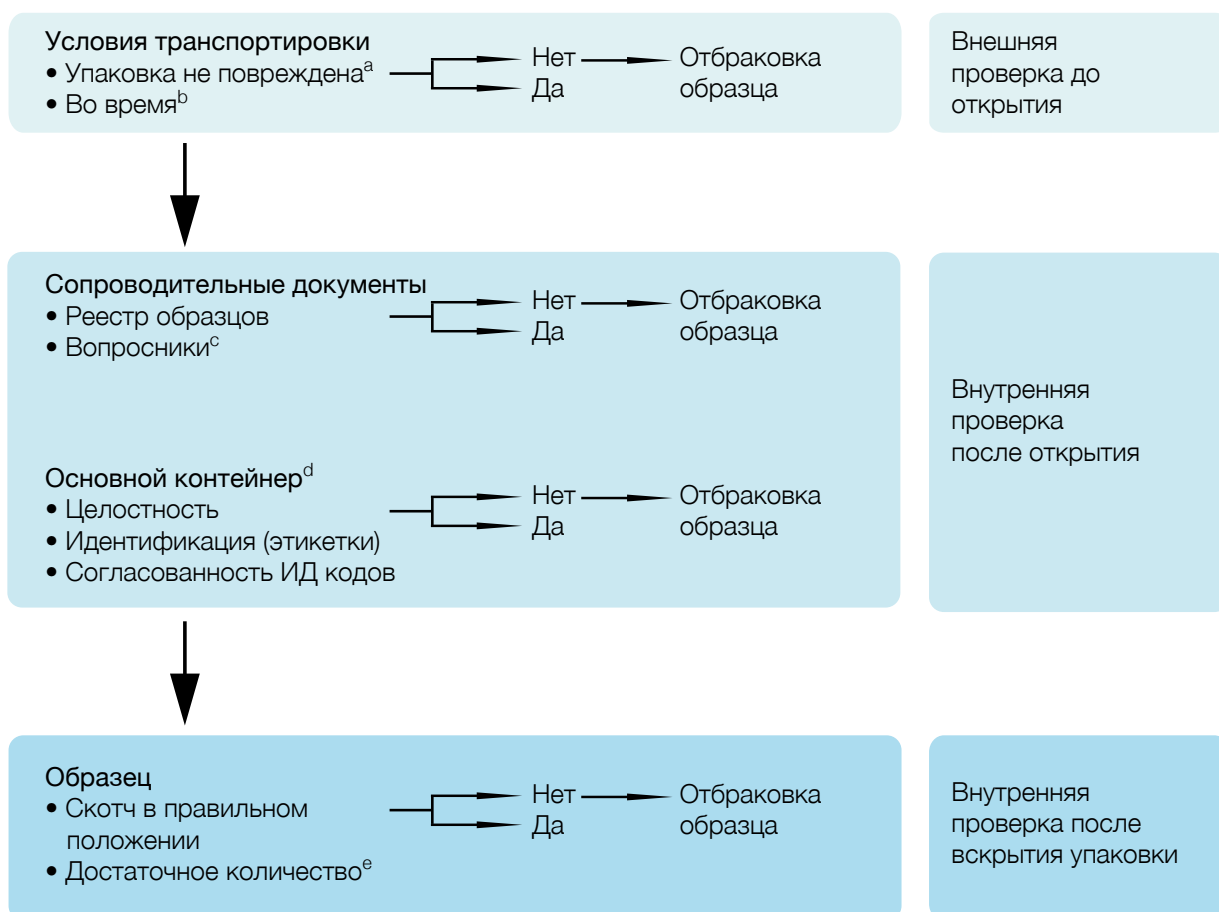 Условия транспортировки
• Упаковка не повреждена^a
• Во время^b
Нет
Да
Отбраковка
образца
Внешняя
проверка до
открытия
Сопроводительные документы
• Реестр образцов
• Вопросники^c
Нет
Да
Отбраковка
образца
Основной контейнер^d
• Целостность
• Идентификация (этикетки)
• Согласованность ИД кодов
Нет
Да
Отбраковка
образца
Внутренняя
проверка
после открытия
Образец
• Скотч в правильном
положении
• Достаточное количество^e
Нет
Да
Отбраковка
образца
Внутренняя
проверка после
вскрытия упаковки